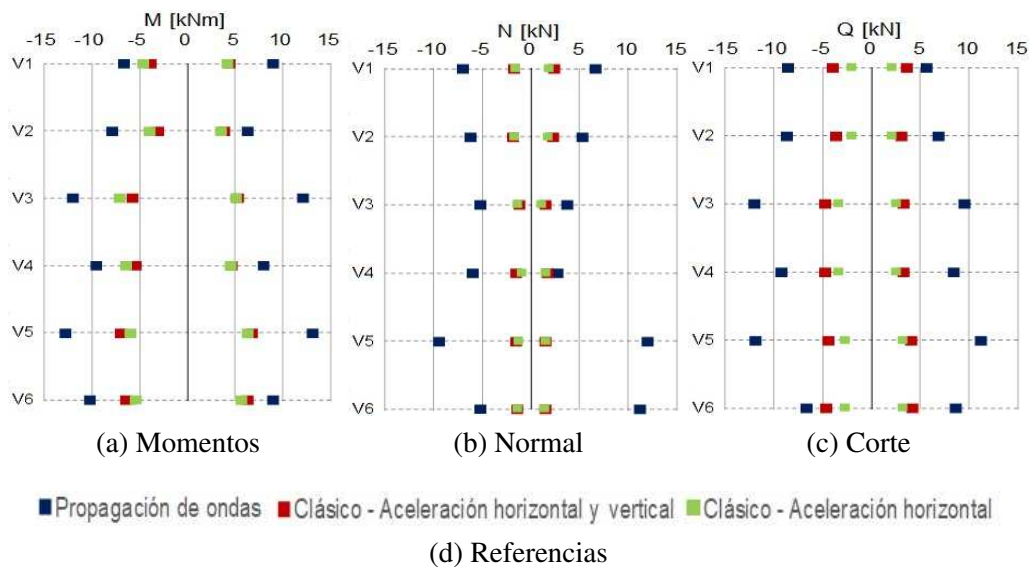 M [kNm]
-15 -10 -5 0 5 10 15
V1
V2
V3
V4
V5
V6
(a) Momentos
N [kN]
-15 -10 -5 0 5 10 15
V1
V2
V3
V4
V5
V6
(b) Normal
Q [kN]
-15 -10 -5 0 5 10 15
V1
V2
V3
V4
V5
V6
(c) Corte
Propagación de ondas Clásico - Aceleración horizontal y vertical Clásico - Aceleración horizontal
(d) Referencias